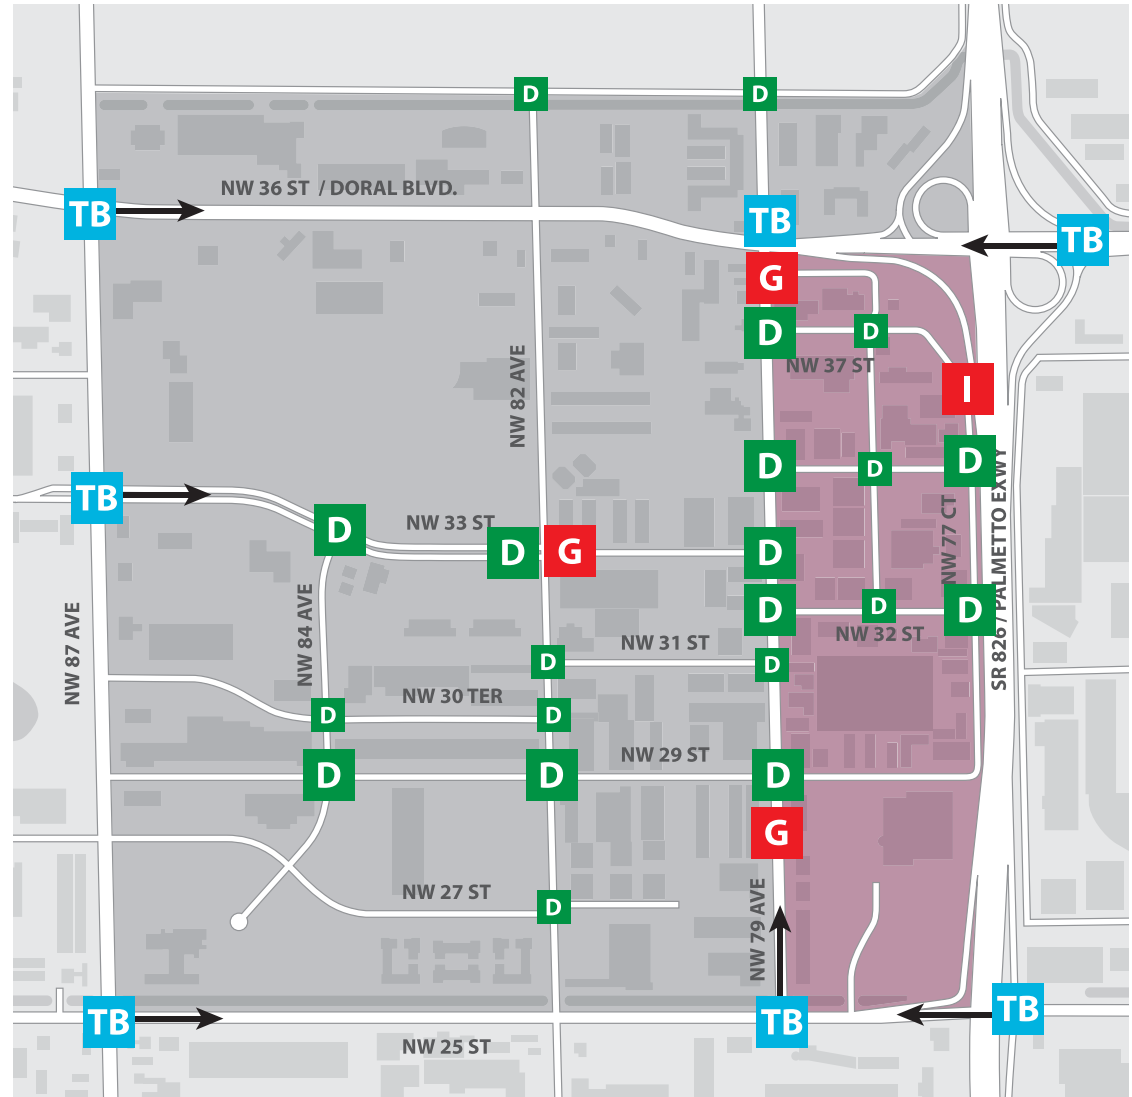 D
D
NW 36 ST / DORAL BLVD.
TB
TB
TB
G
D
D
NW 37 ST
I
NW 82 AVE
D
D
D
SR 826 / PALMETTO EXWY
TB
D
NW 33 ST
D
G
D
NW 77 CT
NW 84 AVE
NW 87 AVE
D
D
D
NW 32 ST
NW 31 ST
D
D
NW 30 TER
D
D
NW 29 ST
D
D
D
G
NW 27 ST
D
NW 79 AVE
TB
TB
TB
NW 25 ST